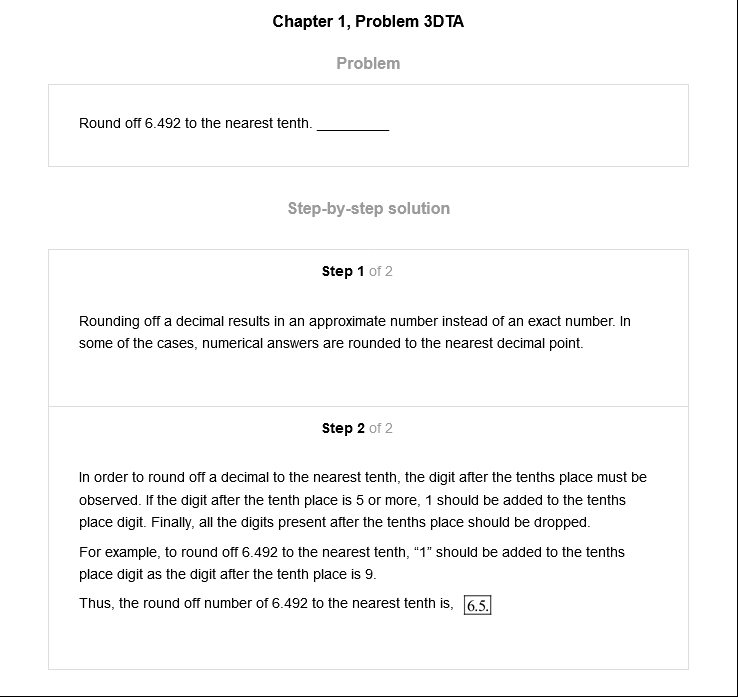 Chapter 1, Problem 3DTA
Problem
Round off 6.492 to the nearest tenth. _________
Step-by-step solution
Step 1 of 2
Rounding off a decimal results in an approximate number instead of an exact number. In
some of the cases, numerical answers are rounded to the nearest decimal point.
Step 2 of 2
In order to round off a decimal to the nearest tenth, the digit after the tenths place must be
observed. If the digit after the tenth place is 5 or more, 1 should be added to the tenths
place digit. Finally, all the digits present after the tenths place should be dropped.
For example, to round off 6.492 to the nearest tenth, “1” should be added to the tenths
place digit as the digit after the tenth place is 9.
Thus, the round off number of 6.492 to the nearest tenth is, 6.5.